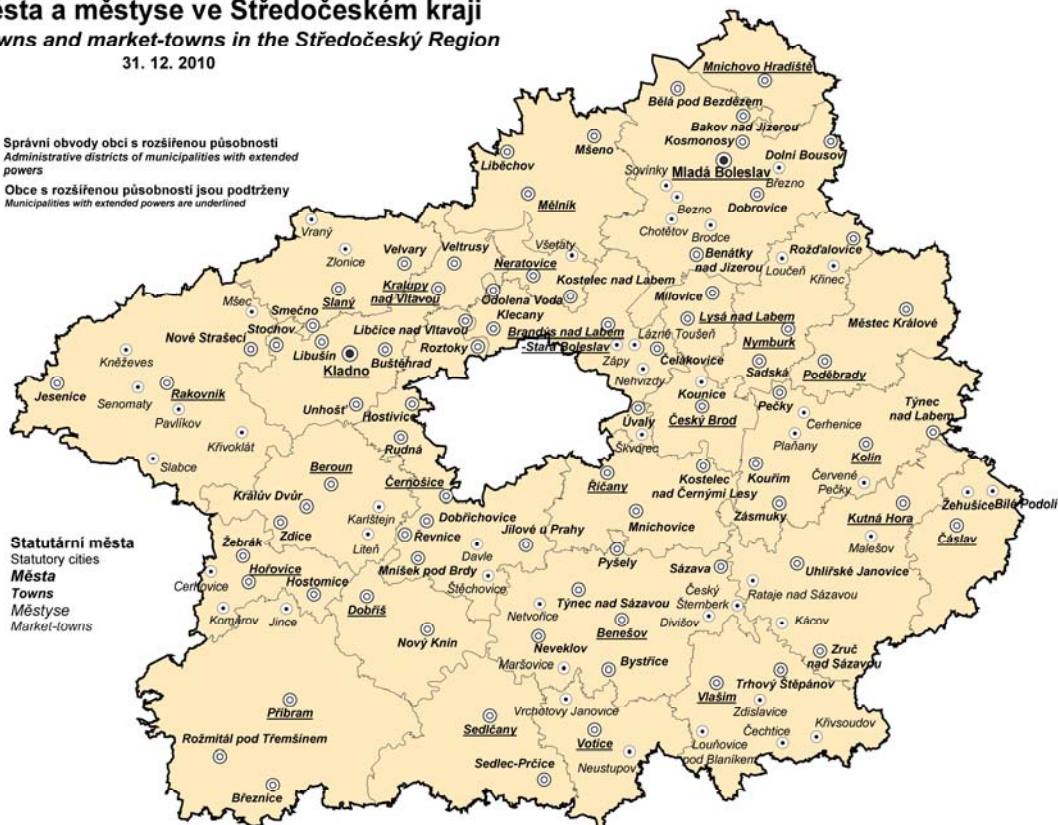 esta a městyse ve Středočeském kraji
wns and market-towns in the Středočeský Region
31. 12. 2010
Správní obvody obcí s rozšířenou působností
Administrative districts of municipalities with extended
powers
Obce s rozšířenou působností jsou podtrženy
Municipalities with extended powers are underlined
Mnichovo Hradiště
Bělá pod Bezdězem
Bakov nad Jizerou
Mšeno
Kosmonosy
Liběchov
Dolní Bousov
Sovínky
Mladá Boleslav
Březno
Mělník
Bezno
Dobrovice
Vraný
Chotětov
Brodce
Velvary
Veltrusy
Všetaty
Zlonice
Neratovice
Benátky
nad Jizerou
Rožďalovice
Loučeň
Křinec
Kostelec nad Labem
Slaný
Kralupy
nad Vltavou
Odolena Voda
Milovice
Mšec
Smečno
Klecany
Lysá nad Labem
Městec Králové
Nové Strašecí
Stochov
Libčice nad Vltavou
Brandýs nad Labem
-Stará Boleslav
Lázně Toušeň
Nymburk
Kněževes
Libušín
Buštěhrad
Roztoky
Zápy
Čelákovice
Kladno
Nehvizdy
Sadská
Poděbrady
Jesenice
Rakovník
Senomaty
Kounice
Pavlíkov
Unhošť
Hostivice
Pečky
Týnec
nad Labem
Úvaly
Český Brod
Cerhenice
Křivoklát
Rudná
Škvorec
Plaňany
Kolín
Slabce
Beroun
Černošice
Říčany
Kostelec
nad Černými Lesy
Kouřim
Červené
Pečky
Králův Dvůr
Karlštejn
Dobřichovice
Mnichovice
Zásmuky
Kutná Hora
Žehušice
Bílé Podolí
Zdice
Jílové u Prahy
Čáslav
Statutární města
Statutory cities
Města
Towns
Městyse
Market-towns
Žebrák
Liteň
Řevnice
Davle
Malešov
Hořovice
Mníšek pod Brdy
Pyšely
Sázava
Uhlířské Janovice
Cerhovice
Hostomice
Štěchovice
Český
Šternberk
Rataje nad Sázavou
Komárov
Jince
Dobříš
Netvořice
Týnec nad Sázavou
Divišov
Kácov
Nový Knín
Benešov
Neveklov
Zruč
nad Sázavou
Maršovice
Bystřice
Vlašim
Trhový Štěpánov
Příbram
Vrchotovy Janovice
Zdislavice
Sedlčany
Křivsoudov
Rožmitál pod Třemšínem
Votice
Louňovice
pod Blaníkem
Čechtice
Sedlec-Prčice
Neustupov
Březnice